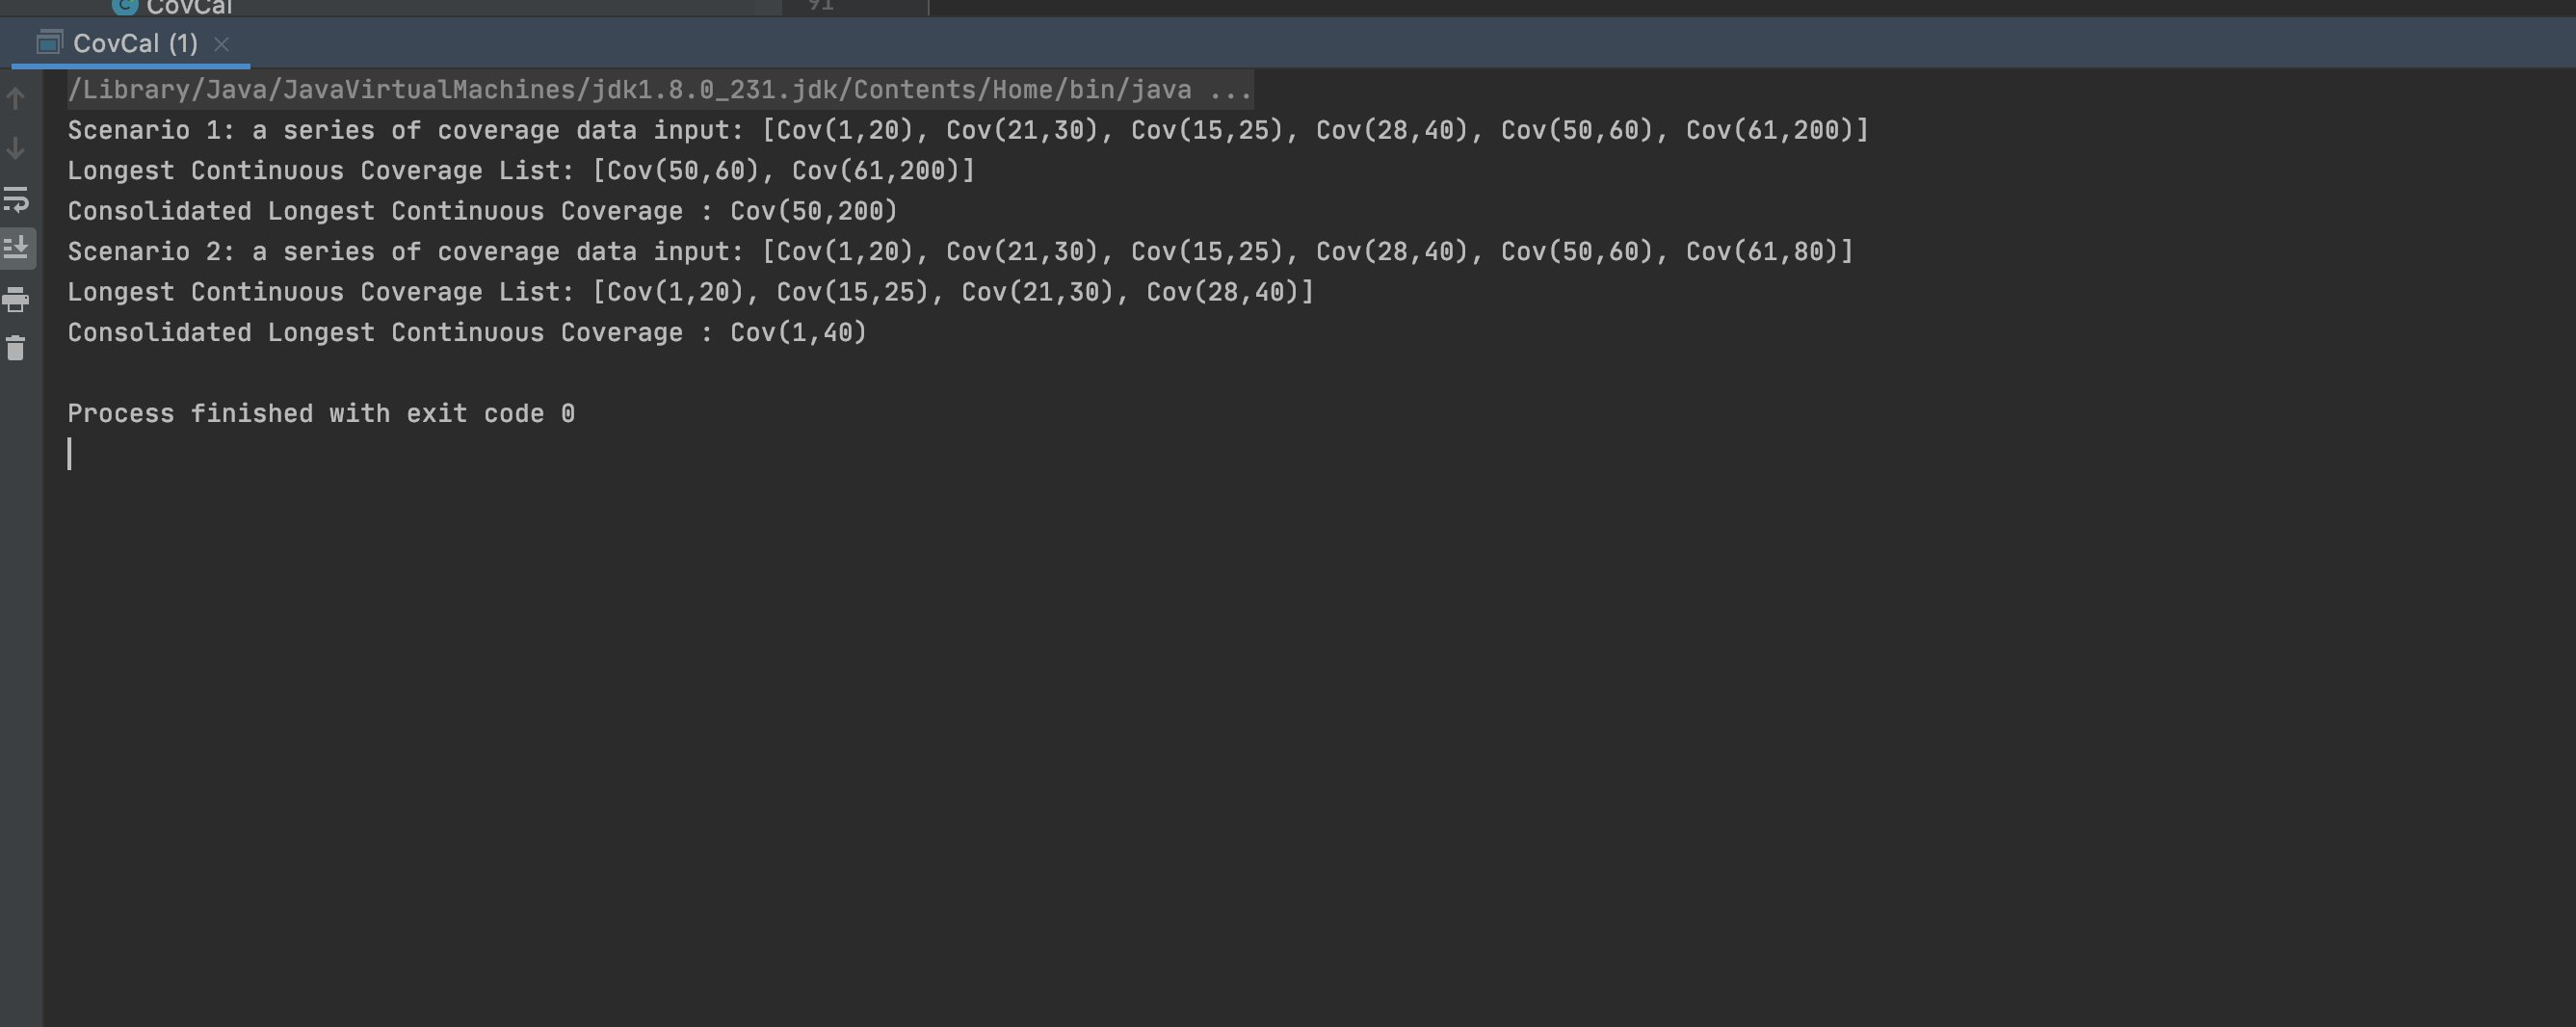 CovCal
91
CovCal (1)
/Library/Java/JavaVirtualMachines/jdk1.8.0_231.jdk/Contents/Home/bin/java ...
Scenario 1: a series of coverage data input: [Cov(1,20), Cov(21,30), Cov(15,25), Cov(28,40), Cov(50,60), Cov(61,200)]
Longest Continuous Coverage List: [Cov(50,60), Cov(61,200)]
Consolidated Longest Continuous Coverage : Cov(50,200)
Scenario 2: a series of coverage data input: [Cov(1,20), Cov(21,30), Cov(15,25), Cov(28,40), Cov(50,60), Cov(61,80)]
Longest Continuous Coverage List: [Cov(1,20), Cov(15,25), Cov(21,30), Cov(28,40)]
Consolidated Longest Continuous Coverage : Cov(1,40)
Process finished with exit code 0